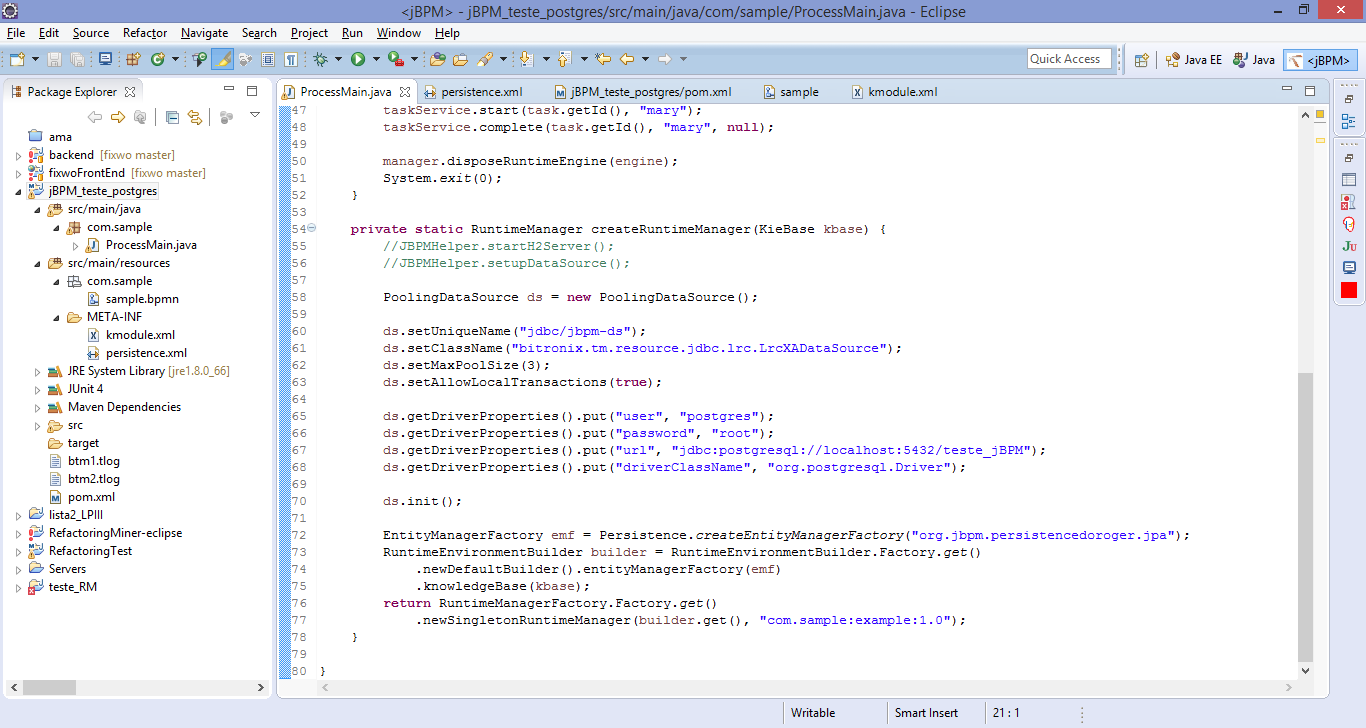 <jBPM> - jBPM_teste_postgres/src/main/java/com/sample/ProcessMain.java - Eclipse
File Edit Source Refactor Navigate Search Project Run Window Help
Quick Access
Java EE
Java
<jBPM>
Package Explorer
ama
backend [fixwo master]
fixwoFrontEnd [fixwo master]
jBPM_teste_postgres
src/main/java
com.sample
ProcessMain.java
src/main/resources
com.sample
sample.bpmn
META-INF
kmodule.xml
persistence.xml
JRE System Library [jre1.8.0_66]
JUnit 4
Maven Dependencies
src
target
btm1.tlog
btm2.tlog
pom.xml
lista2_LPIII
RefactoringMiner-eclipse
RefactoringTest
Servers
teste_RM
ProcessMain.java persistence.xml jBPM_teste_postgres/pom.xml sample kmodule.xml
47 taskService.start(task.getId(), "mary");
48 taskService.complete(task.getId(), "mary", null);
49
50 manager.disposeRuntimeEngine(engine);
51 System.exit(0);
52 }
53
54 private static RuntimeManager createRuntimeManager(KieBase kbase) {
55 //JBPMHelper.startH2Server();
56 //JBPMHelper.setupDataSource();
57
58 PoolingDataSource ds = new PoolingDataSource();
59
60 ds.setUniqueName("jdbc/jbpm-ds");
61 ds.setClassName("bitronix.tm.resource.jdbc.lrc.LrcXADataSource");
62 ds.setMaxPoolSize(3);
63 ds.setAllowLocalTransactions(true);
64
65 ds.getDriverProperties().put("user", "postgres");
66 ds.getDriverProperties().put("password", "root");
67 ds.getDriverProperties().put("url", "jdbc:postgresql://localhost:5432/teste_jBPM");
68 ds.getDriverProperties().put("driverClassName", "org.postgresql.Driver");
69
70 ds.init();
71
72 EntityManagerFactory emf = Persistence.createEntityManagerFactory("org.jbpm.persistencedoroger.jpa");
73 RuntimeEnvironmentBuilder builder = RuntimeEnvironmentBuilder.Factory.get()
74 .newDefaultBuilder().entityManagerFactory(emf)
75 .knowledgeBase(kbase);
76 return RuntimeManagerFactory.Factory.get()
77 .newSingletonRuntimeManager(builder.get(), "com.sample:example:1.0");
78 }
79
80 }
Ju
Writable
Smart Insert
21 : 1